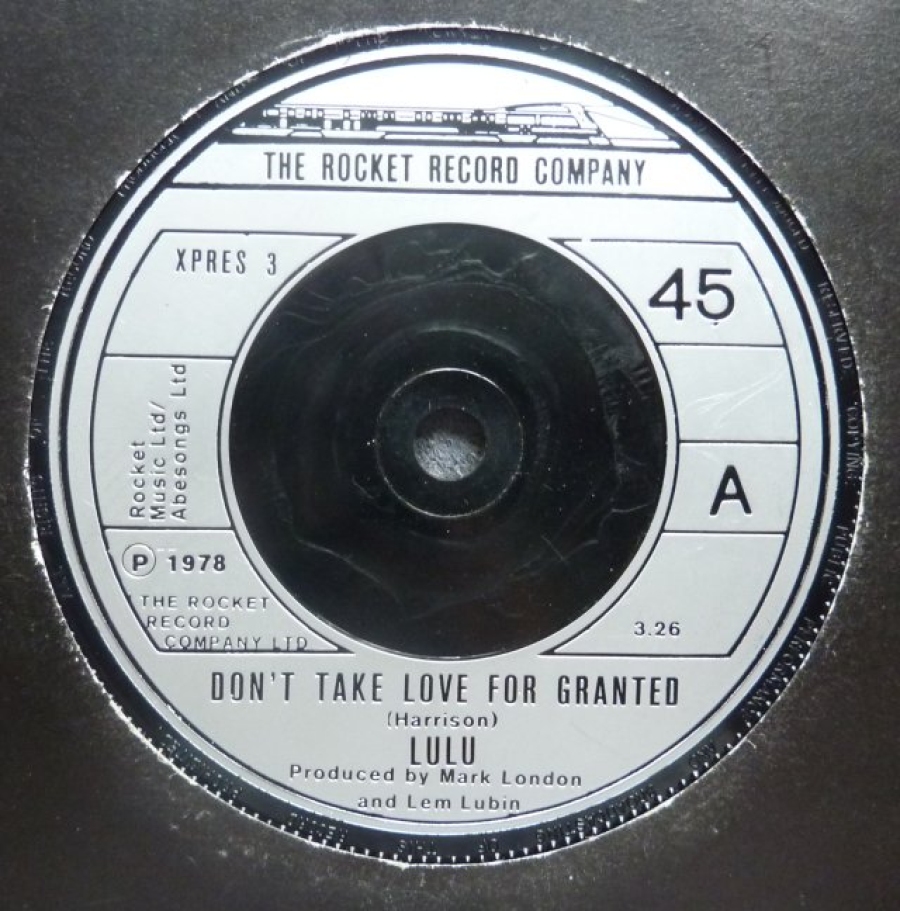 THE ROCKET RECORD COMPANY
XPRES 3
45
Rocket
Music Ltd/
Abesongs Ltd
A
Ⓟ 1978
THE ROCKET
RECORD
COMPANY LTD
3.26
DON'T TAKE LOVE FOR GRANTED
(Harrison)
LULU
Produced by Mark London
and Lem Lubin